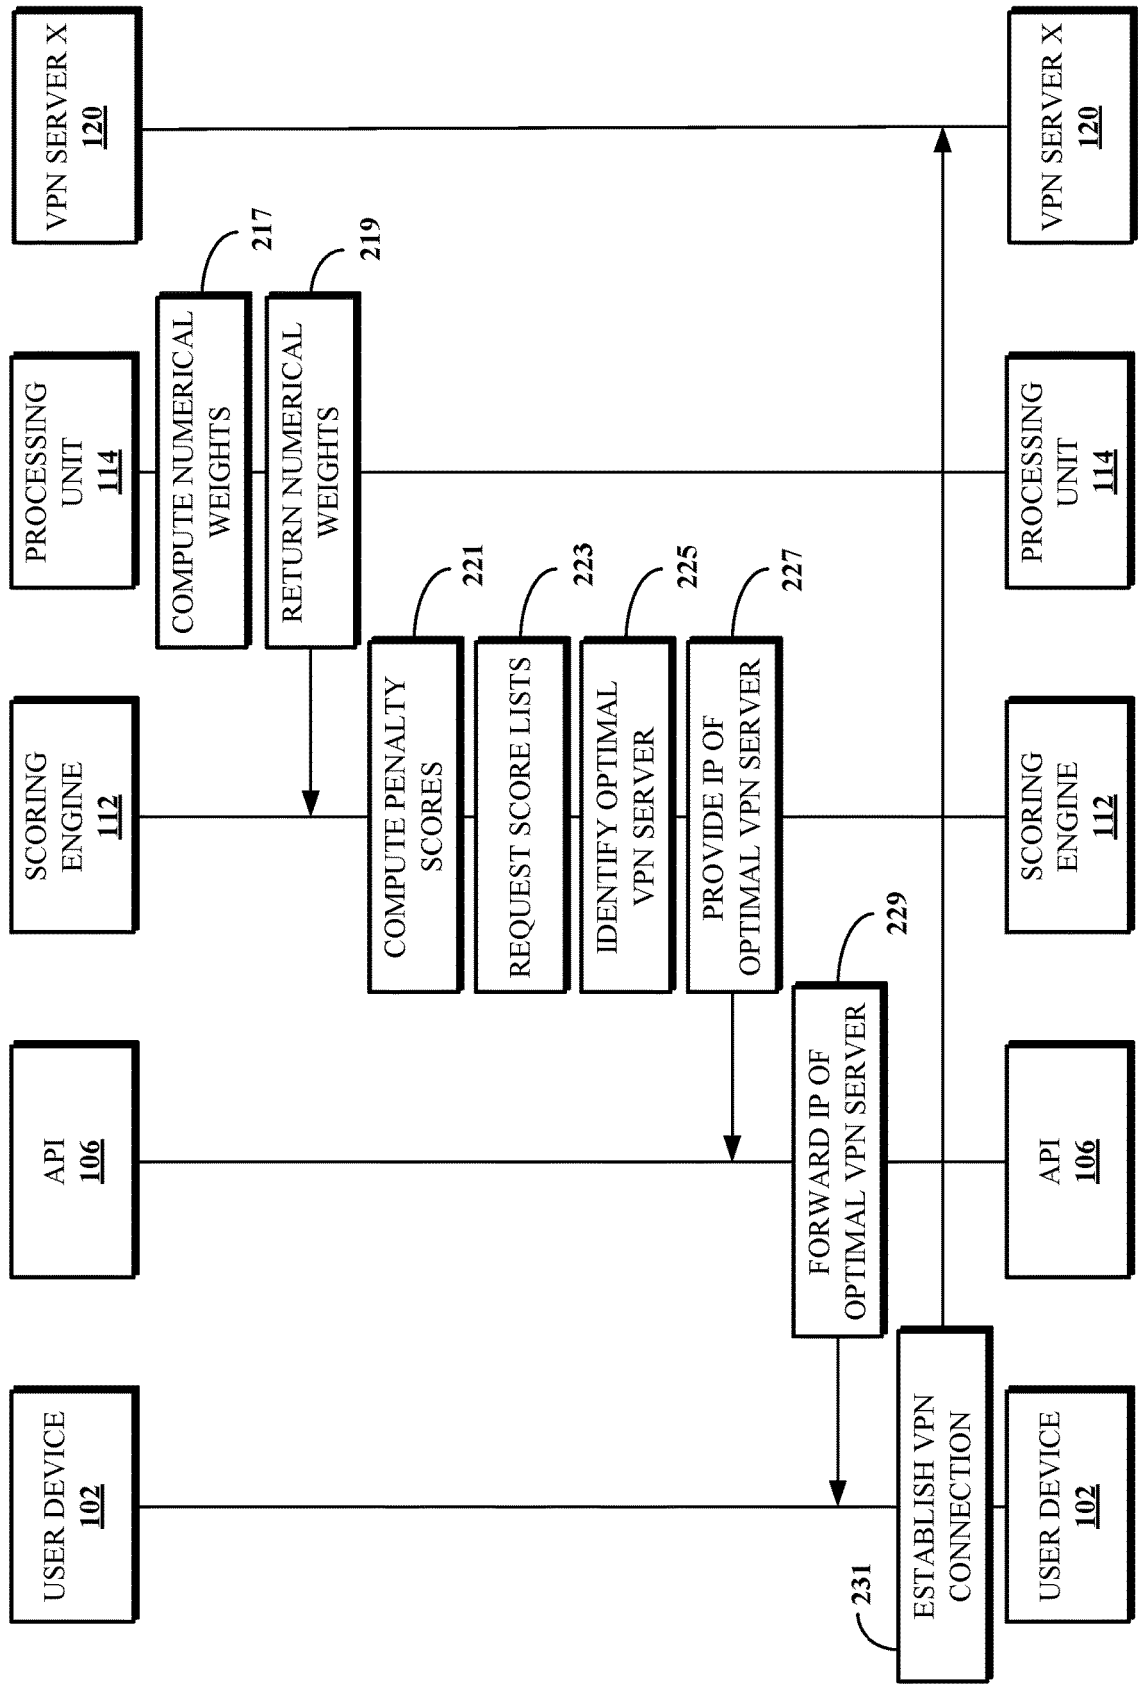 USER DEVICE
102
API
106
SCORING
ENGINE
112
PROCESSING
UNIT
114
VPN SERVER X
120
COMPUTE NUMERICAL
WEIGHTS
217
RETURN NUMERICAL
WEIGHTS
219
COMPUTE PENALTY
SCORES
221
REQUEST SCORE LISTS
223
IDENTIFY OPTIMAL
VPN SERVER
225
PROVIDE IP OF
OPTIMAL VPN SERVER
227
FORWARD IP OF
OPTIMAL VPN SERVER
229
231
ESTABLISH VPN
CONNECTION
USER DEVICE
102
API
106
SCORING
ENGINE
112
PROCESSING
UNIT
114
VPN SERVER X
120